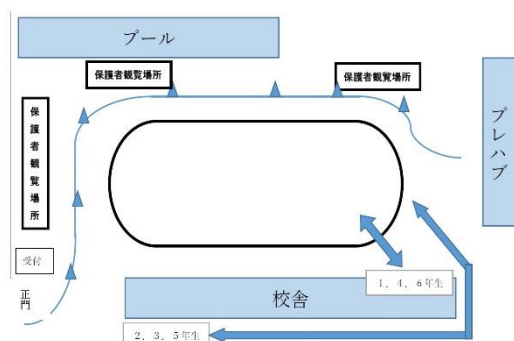 プール
保護者観覧場所
保護者観覧場所
保護者観覧場所
プレハブ
受付
正門
1，4，6年生
校舎
2，3，5年生